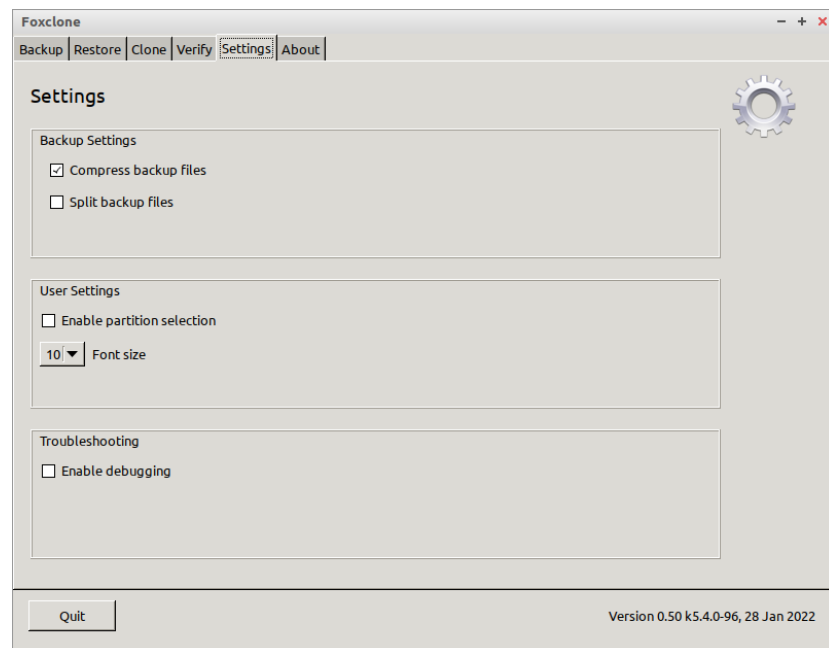 Foxclone
Backup Restore Clone Verify Settings About
Settings
Backup Settings
Compress backup files
Split backup files
User Settings
Enable partition selection
10 Font size
Troubleshooting
Enable debugging
Quit
Version 0.50 k5.4.0-96, 28 Jan 2022